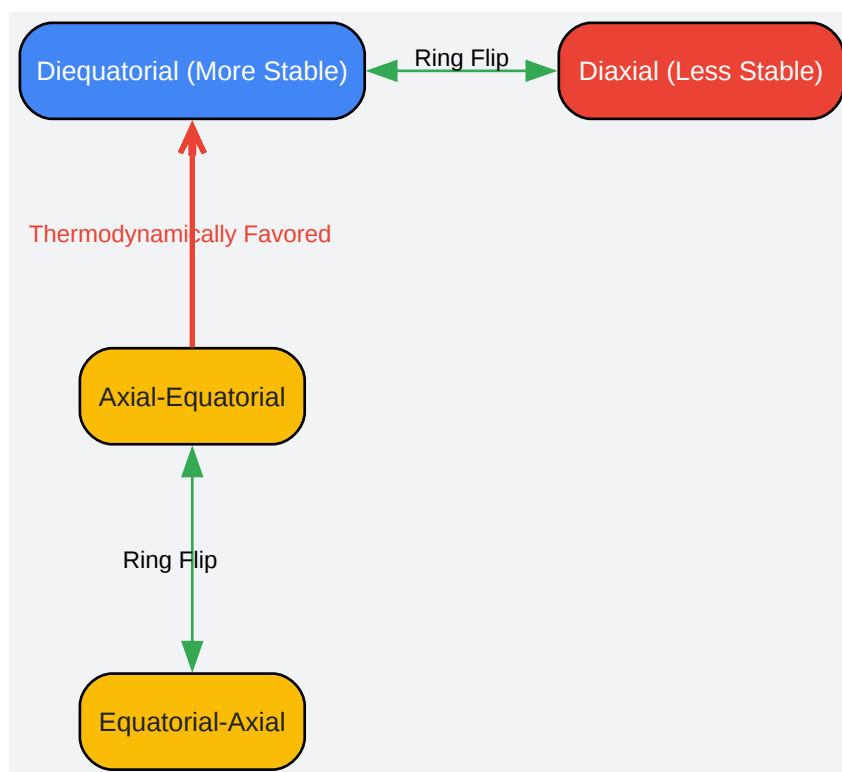 Diequatorial (More Stable)
Ring Flip
Diaxial (Less Stable)
Thermodynamically Favored
Axial-Equatorial
Ring Flip
Equatorial-Axial